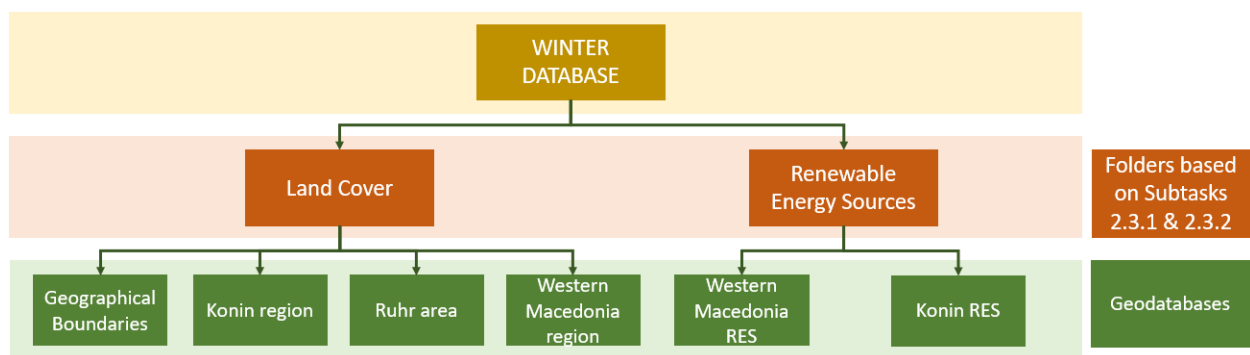 WINTER
DATABASE
Land Cover
Renewable
Energy Sources
Folders based
on Subtasks
2.3.1 & 2.3.2
Geographical
Boundaries
Konin region
Ruhr area
Western
Macedonia
region
Western
Macedonia
RES
Konin RES
Geodatabases